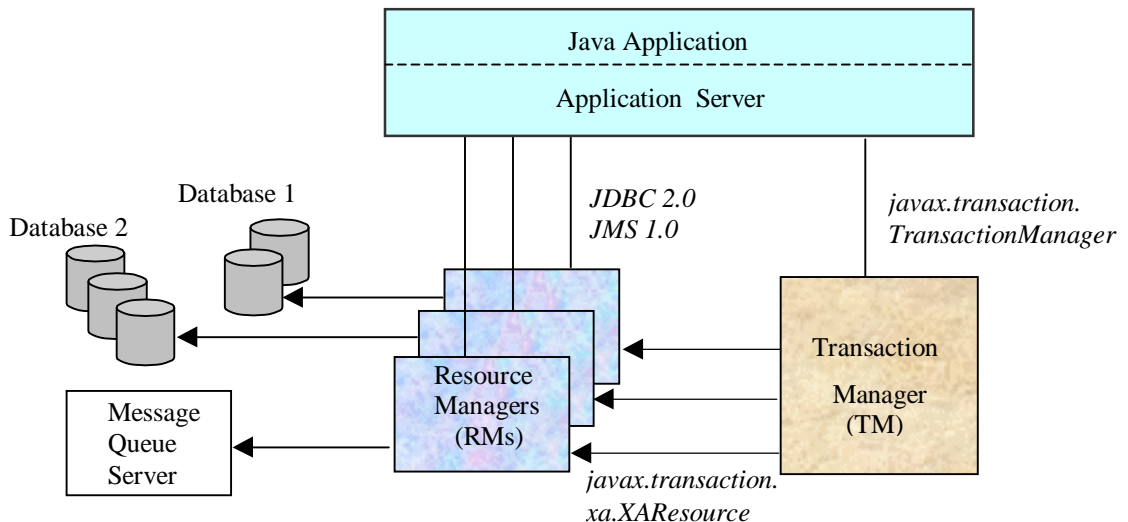 Java Application
Application Server
Database 1
Database 2
JDBC 2.0
JMS 1.0
javax.transaction.
TransactionManager
Resource
Managers
(RMs)
Transaction
Manager
(TM)
Message
Queue
Server
javax.transaction.
xa.XAResource